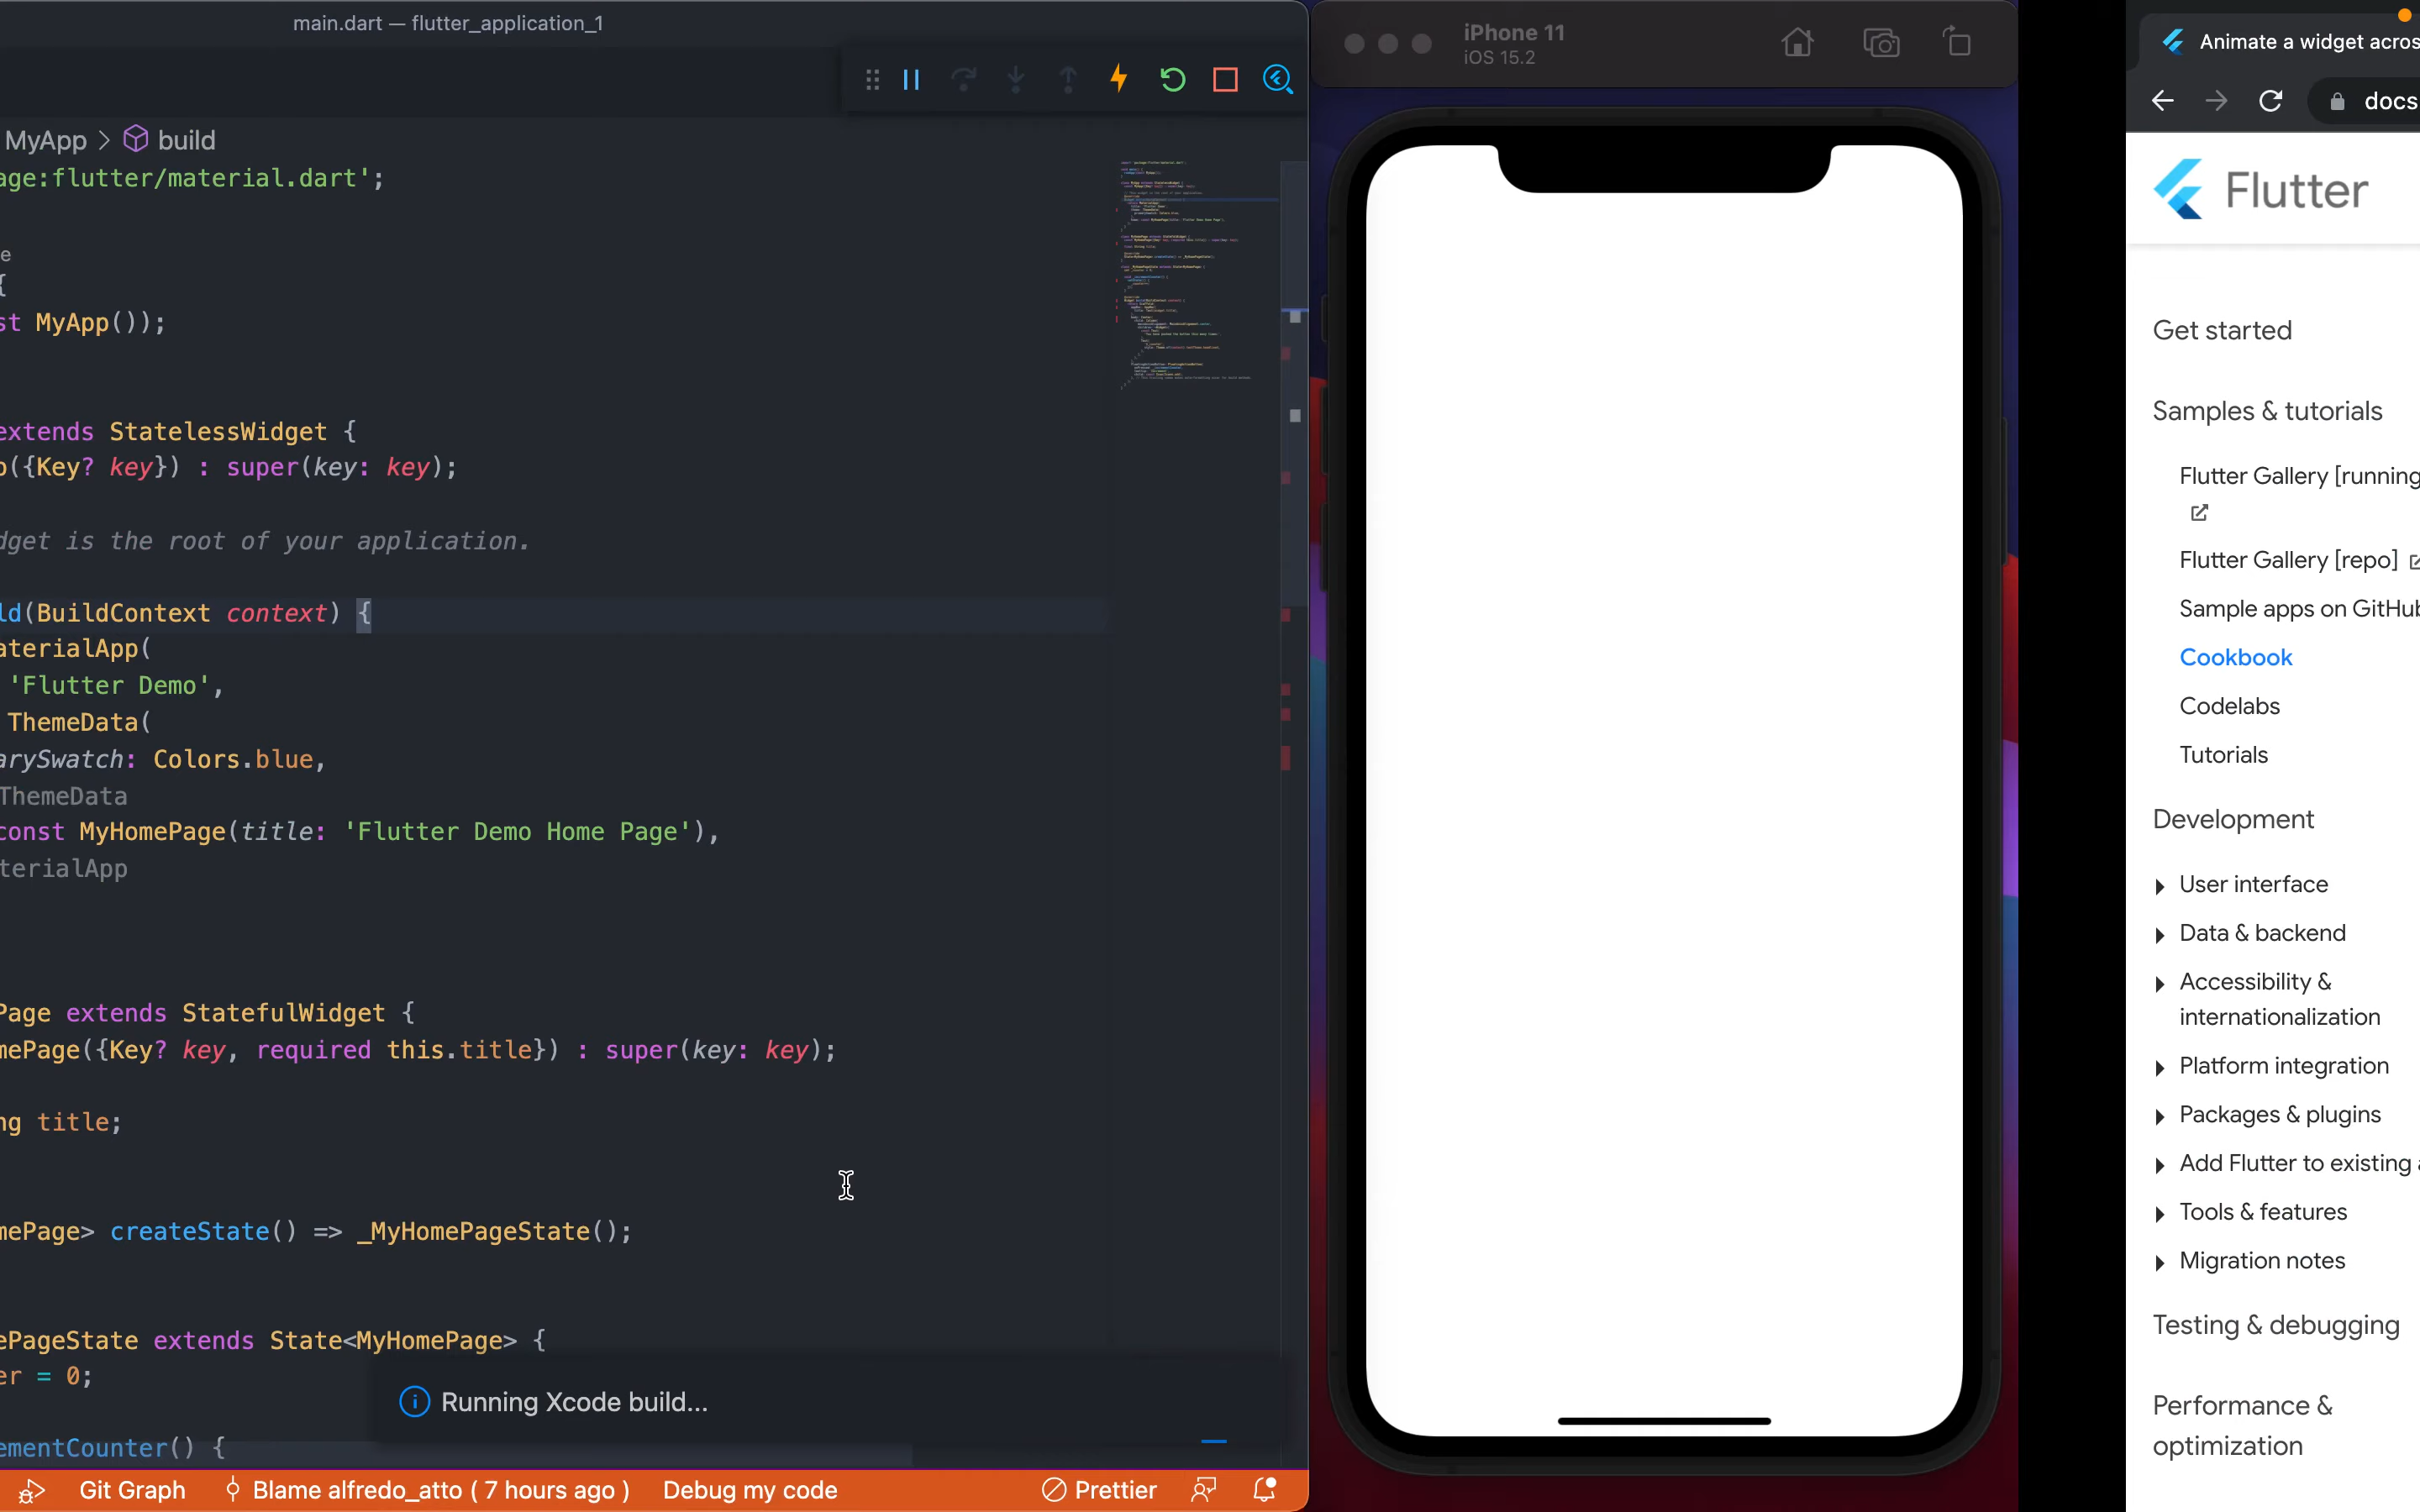 main.dart — flutter_application_1
MyApp > build
age:flutter/material.dart';
e
{
st MyApp());
extends StatelessWidget {
p({Key? key}) : super(key: key);
dget is the root of your application.
ld(BuildContext context) {
aterialApp(
'Flutter Demo',
ThemeData(
arySwatch: Colors.blue,
ThemeData
const MyHomePage(title: 'Flutter Demo Home Page'),
terialApp
Page extends StatefulWidget {
mePage({Key? key, required this.title}) : super(key: key);
ng title;
mePage> createState() => _MyHomePageState();
ePageState extends State<MyHomePage> {
er = 0;
Running Xcode build...
ementCounter() {
Git Graph
Blame alfredo_atto ( 7 hours ago )
Debug my code
Prettier
iPhone 11
iOS 15.2
Animate a widget acros
docs
Flutter
Get started
Samples & tutorials
Flutter Gallery [running
Flutter Gallery [repo]
Sample apps on GitHub
Cookbook
Codelabs
Tutorials
Development
User interface
Data & backend
Accessibility &
internationalization
Platform integration
Packages & plugins
Add Flutter to existing a
Tools & features
Migration notes
Testing & debugging
Performance &
optimization